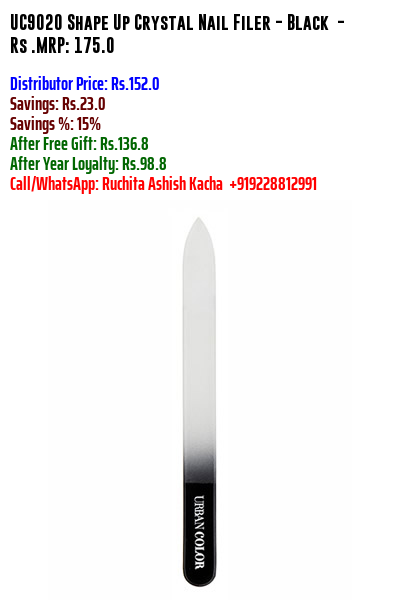 UC9020 Shape Up Crystal Nail Filer - Black -
Rs .MRP: 175.0
Distributor Price: Rs.152.0
Savings: Rs.23.0
Savings %: 15%
After Free Gift: Rs.136.8
After Year Loyalty: Rs.98.8
Call/WhatsApp: Ruchita Ashish Kacha +919228812991
URBAN COLOR